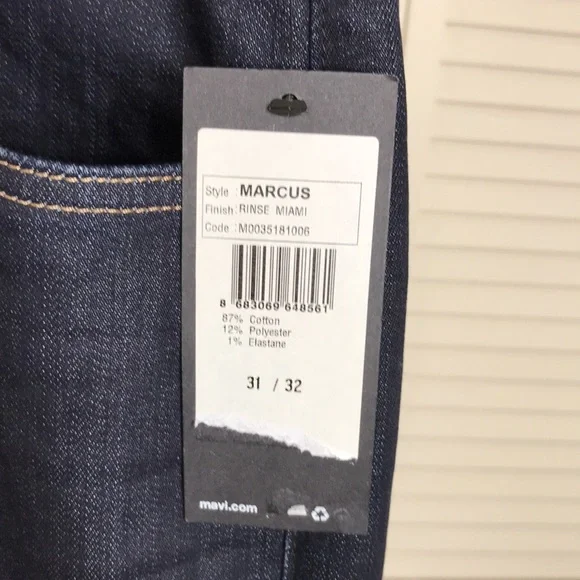 Style : MARCUS
Finish : RINSE MIAMI
Code : M0035181006
8 683069 648561
87% Cotton
12% Polyester
1% Elastane
31 / 32
mavi.com